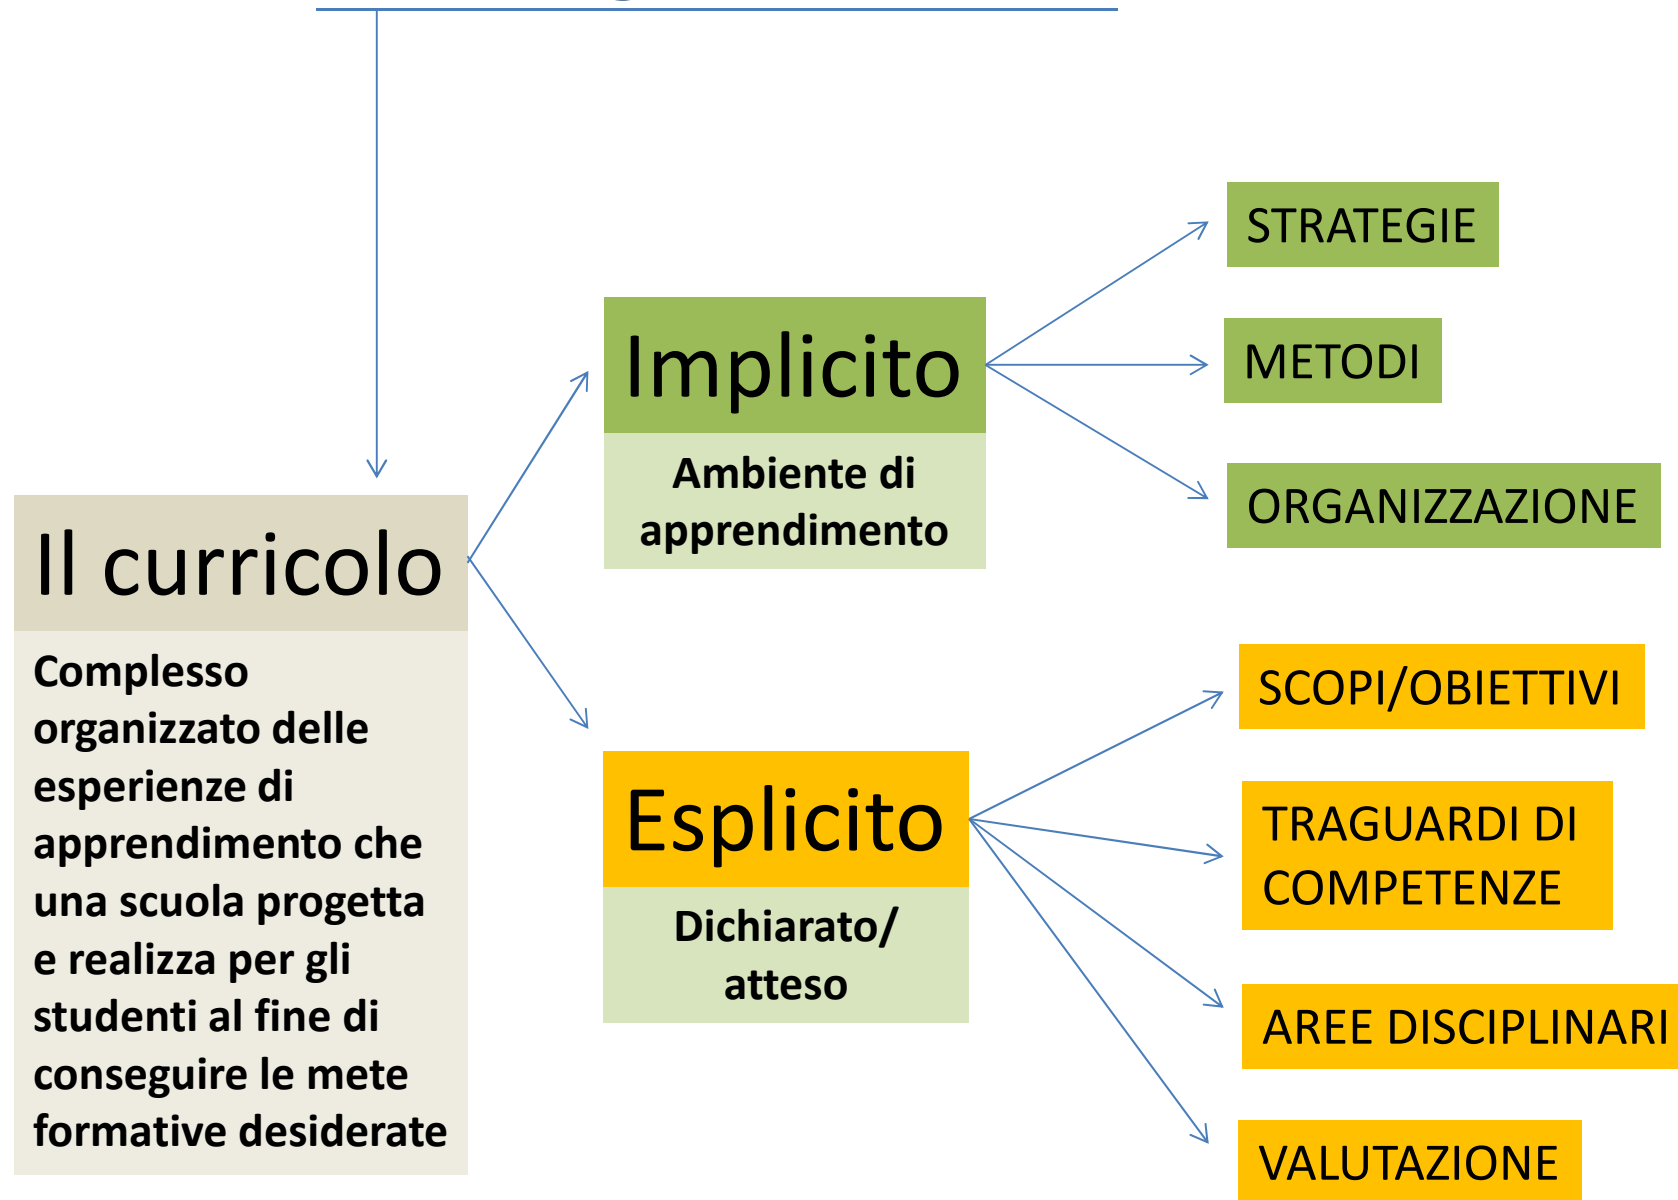 Il curricolo
Complesso
organizzato delle
esperienze di
apprendimento che
una scuola progetta
e realizza per gli
studenti al fine di
conseguire le mete
formative desiderate
Implicito
Ambiente di
apprendimento
STRATEGIE
METODI
ORGANIZZAZIONE
Esplicito
Dichiarato/
atteso
SCOPI/OBIETTIVI
TRAGUARDI DI
COMPETENZE
AREE DISCIPLINARI
VALUTAZIONE